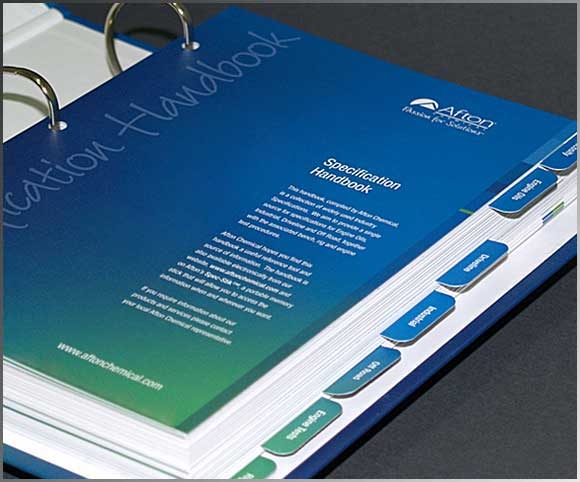 ication Handbook
Afton
Passion for Solutions
Specification
Handbook
This handbook, compiled by Afton Chemical,
is a collection of widely used industry
Specifications. We aim to provide a single
source for specifications for Engine Oils,
Industrial, Driveline and Off Road, together
with the associated bench, rig and engine
test procedures.
Afton Chemical hopes you find this
handbook a useful reference tool and
source of information. The handbook is
also available electronically from our
website, www.aftonchemical.com and
on Afton's Spec-Stik™, a portable memory
stick that will allow you to access the
information when and wherever you want.
If you require information about our
products and services please contact
your local Afton Chemical representative.
www.aftonchemical.com
Engine Oils
Driveline
Industrial
Off Road
Engine Tests